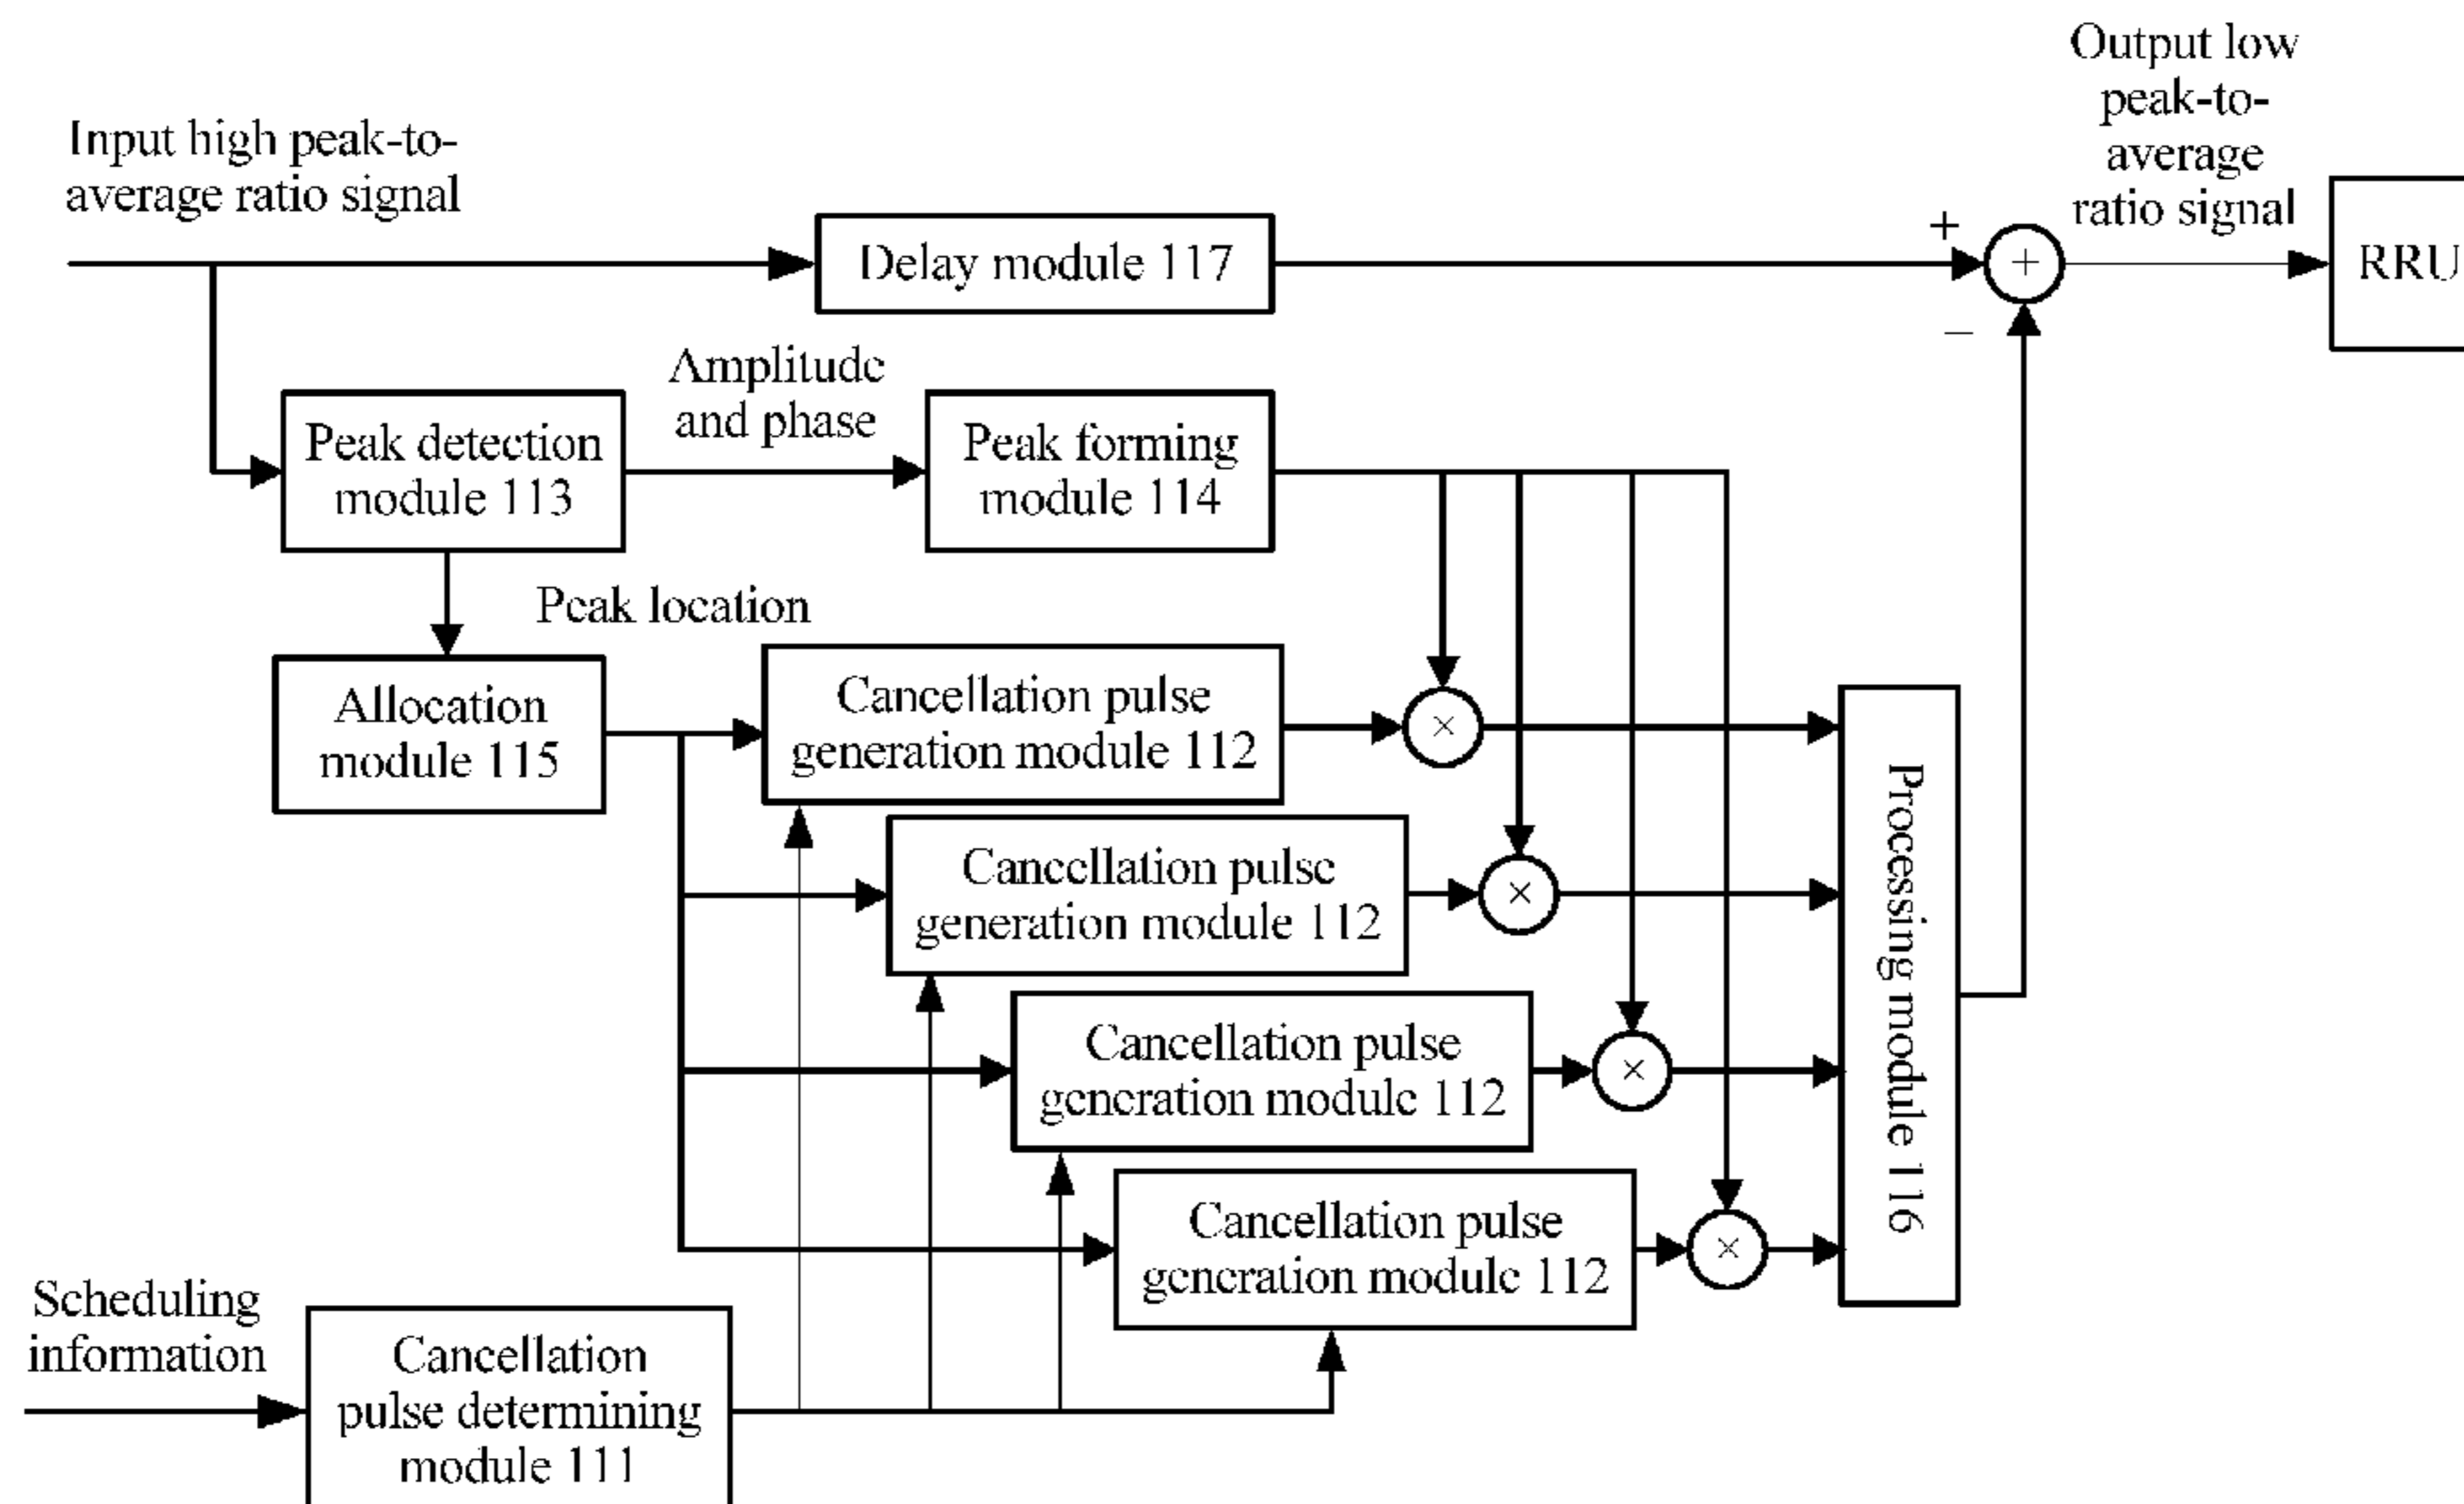 Output low
peak-to-
average
ratio signal
Input high peak-to-
average ratio signal
Delay module 117
+
+
−
RRU
Amplitude
and phase
Peak detection
module 113
Peak forming
module 114
Peak location
Allocation
module 115
Cancellation pulse
generation module 112
×
Cancellation pulse
generation module 112
×
Cancellation pulse
generation module 112
×
Cancellation pulse
generation module 112
×
Processing module 116
Scheduling
information
Cancellation
pulse determining
module 111